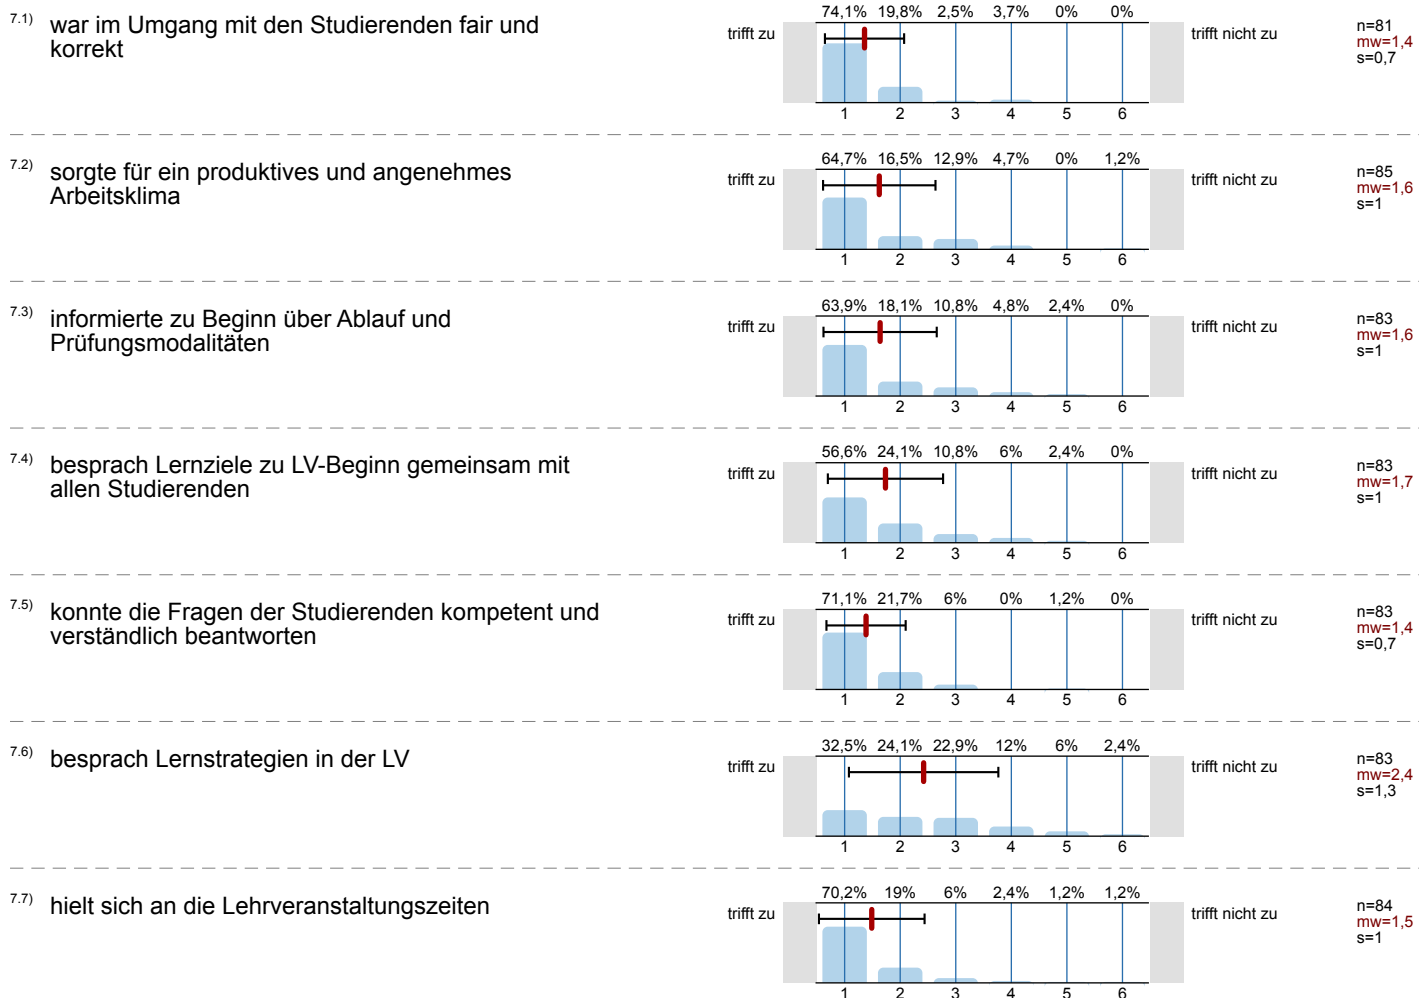 7.1) war im Umgang mit den Studierenden fair und
korrekt
trifft zu
74,1% 19,8% 2,5% 3,7% 0% 0%
1 2 3 4 5 6
trifft nicht zu
n=81
mw=1,4
s=0,7
7.2) sorgte für ein produktives und angenehmes
Arbeitsklima
trifft zu
64,7% 16,5% 12,9% 4,7% 0% 1,2%
1 2 3 4 5 6
trifft nicht zu
n=85
mw=1,6
s=1
7.3) informierte zu Beginn über Ablauf und
Prüfungsmodalitäten
trifft zu
63,9% 18,1% 10,8% 4,8% 2,4% 0%
1 2 3 4 5 6
trifft nicht zu
n=83
mw=1,6
s=1
7.4) besprach Lernziele zu LV-Beginn gemeinsam mit
allen Studierenden
trifft zu
56,6% 24,1% 10,8% 6% 2,4% 0%
1 2 3 4 5 6
trifft nicht zu
n=83
mw=1,7
s=1
7.5) konnte die Fragen der Studierenden kompetent und
verständlich beantworten
trifft zu
71,1% 21,7% 6% 0% 1,2% 0%
1 2 3 4 5 6
trifft nicht zu
n=83
mw=1,4
s=0,7
7.6) besprach Lernstrategien in der LV
trifft zu
32,5% 24,1% 22,9% 12% 6% 2,4%
1 2 3 4 5 6
trifft nicht zu
n=83
mw=2,4
s=1,3
7.7) hielt sich an die Lehrveranstaltungszeiten
trifft zu
70,2% 19% 6% 2,4% 1,2% 1,2%
1 2 3 4 5 6
trifft nicht zu
n=84
mw=1,5
s=1